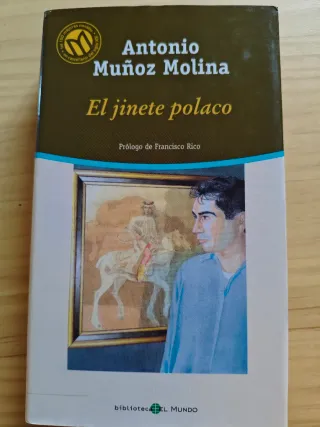 Antonio
Muñoz Molina
El jinete polaco
Prólogo de Francisco Rico
biblioteca EL MUNDO